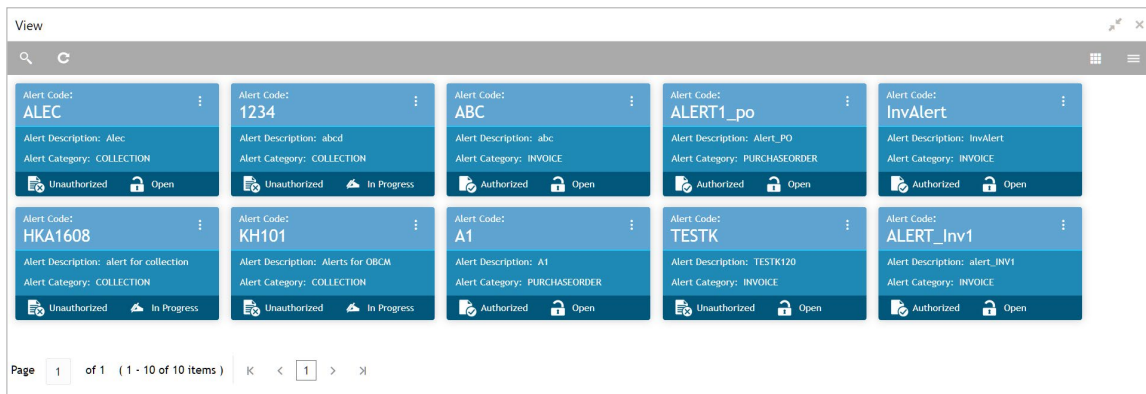 View
Alert Code:
ALEC
Alert Description: Alec
Alert Category: COLLECTION
Unauthorized Open
Alert Code:
1234
Alert Description: abcd
Alert Category: COLLECTION
Unauthorized In Progress
Alert Code:
ABC
Alert Description: abc
Alert Category: INVOICE
Authorized Open
Alert Code:
ALERT1_po
Alert Description: Alert_PO
Alert Category: PURCHASEORDER
Authorized Open
Alert Code:
InvAlert
Alert Description: InvAlert
Alert Category: INVOICE
Authorized Open
Alert Code:
HKA1608
Alert Description: alert for collection
Alert Category: COLLECTION
Unauthorized In Progress
Alert Code:
KH101
Alert Description: Alerts for OBCM
Alert Category: COLLECTION
Unauthorized In Progress
Alert Code:
A1
Alert Description: A1
Alert Category: PURCHASEORDER
Authorized Open
Alert Code:
TESTK
Alert Description: TESTK120
Alert Category: INVOICE
Unauthorized Open
Alert Code:
ALERT_Inv1
Alert Description: alert_INV1
Alert Category: INVOICE
Authorized Open
Page 1 of 1 ( 1 - 10 of 10 items ) 1